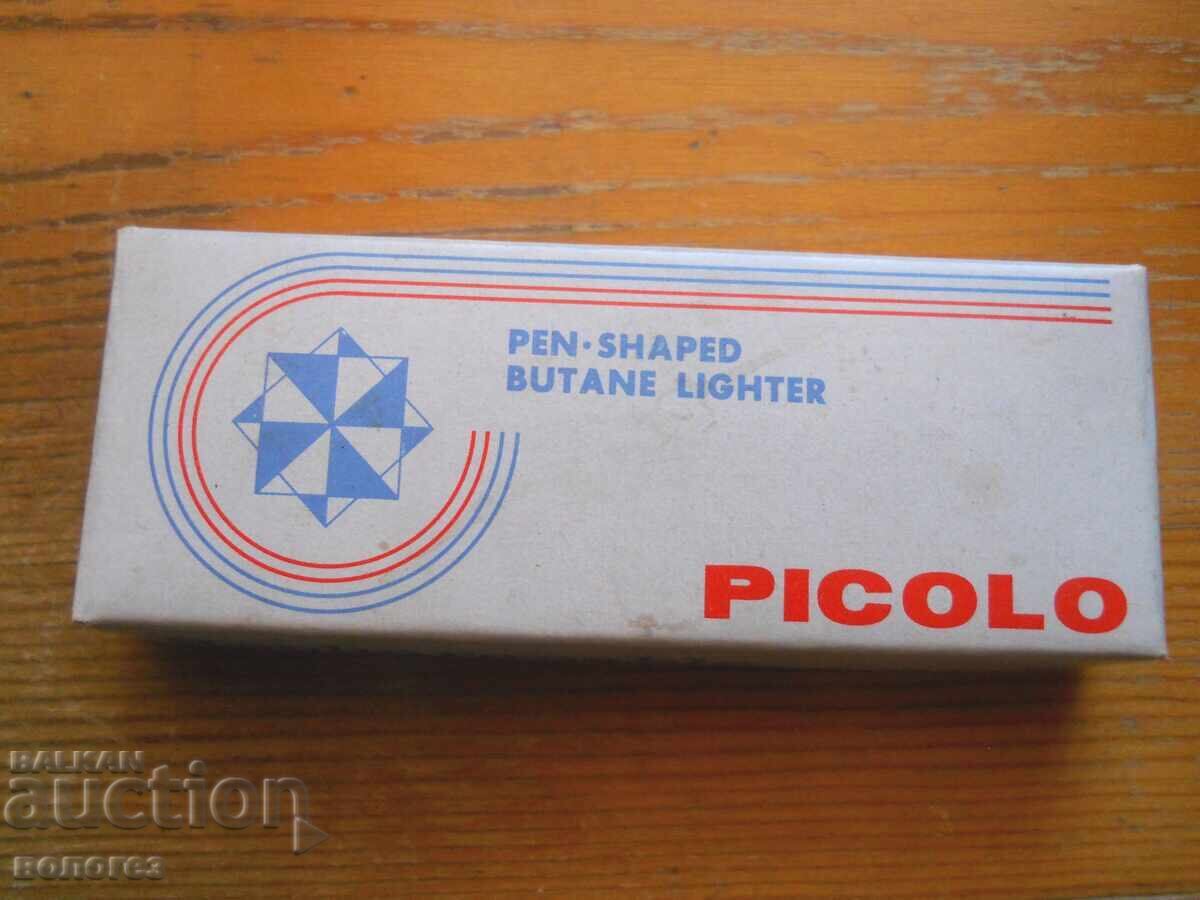 PEN-SHAPED
BUTANE LIGHTER
PICOLO
BALKAN
auction
вологез